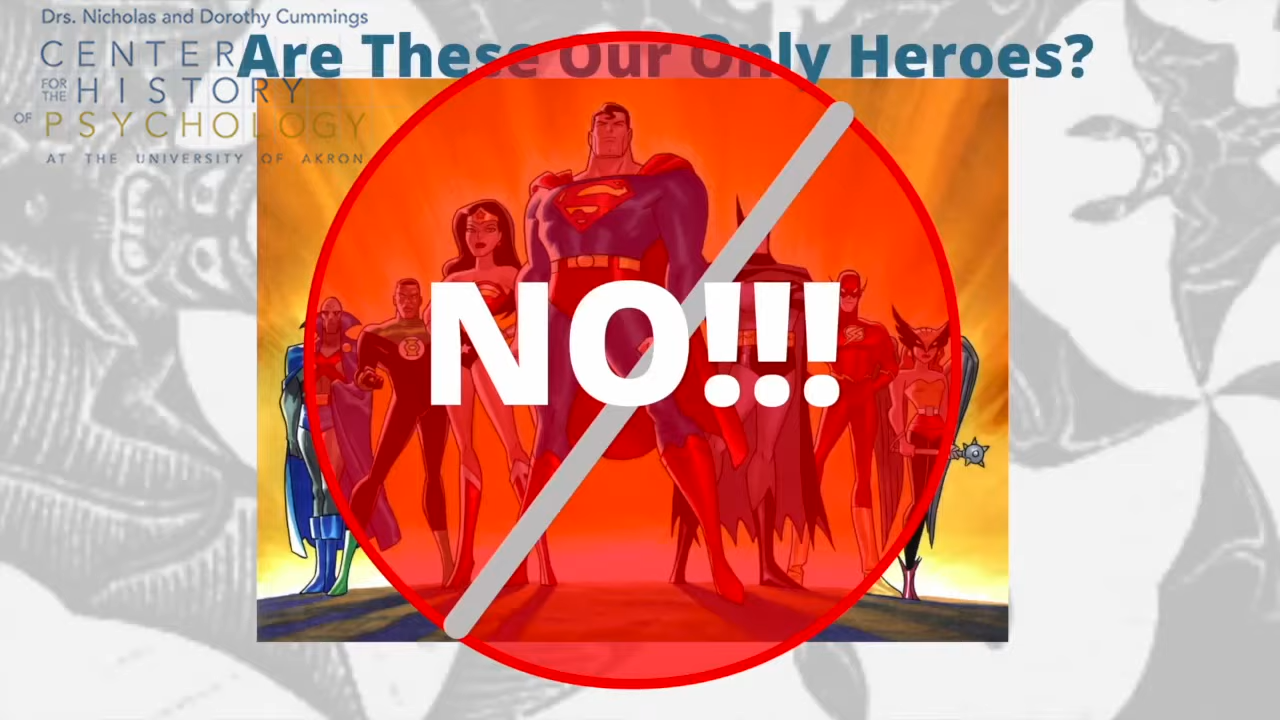 Drs. Nicholas and Dorothy Cummings
CENTER
FOR THE HISTORY
OF PSYCHOLOGY
AT THE UNIVERSITY OF AKRON
Are These Our Only Heroes?
NO!!!